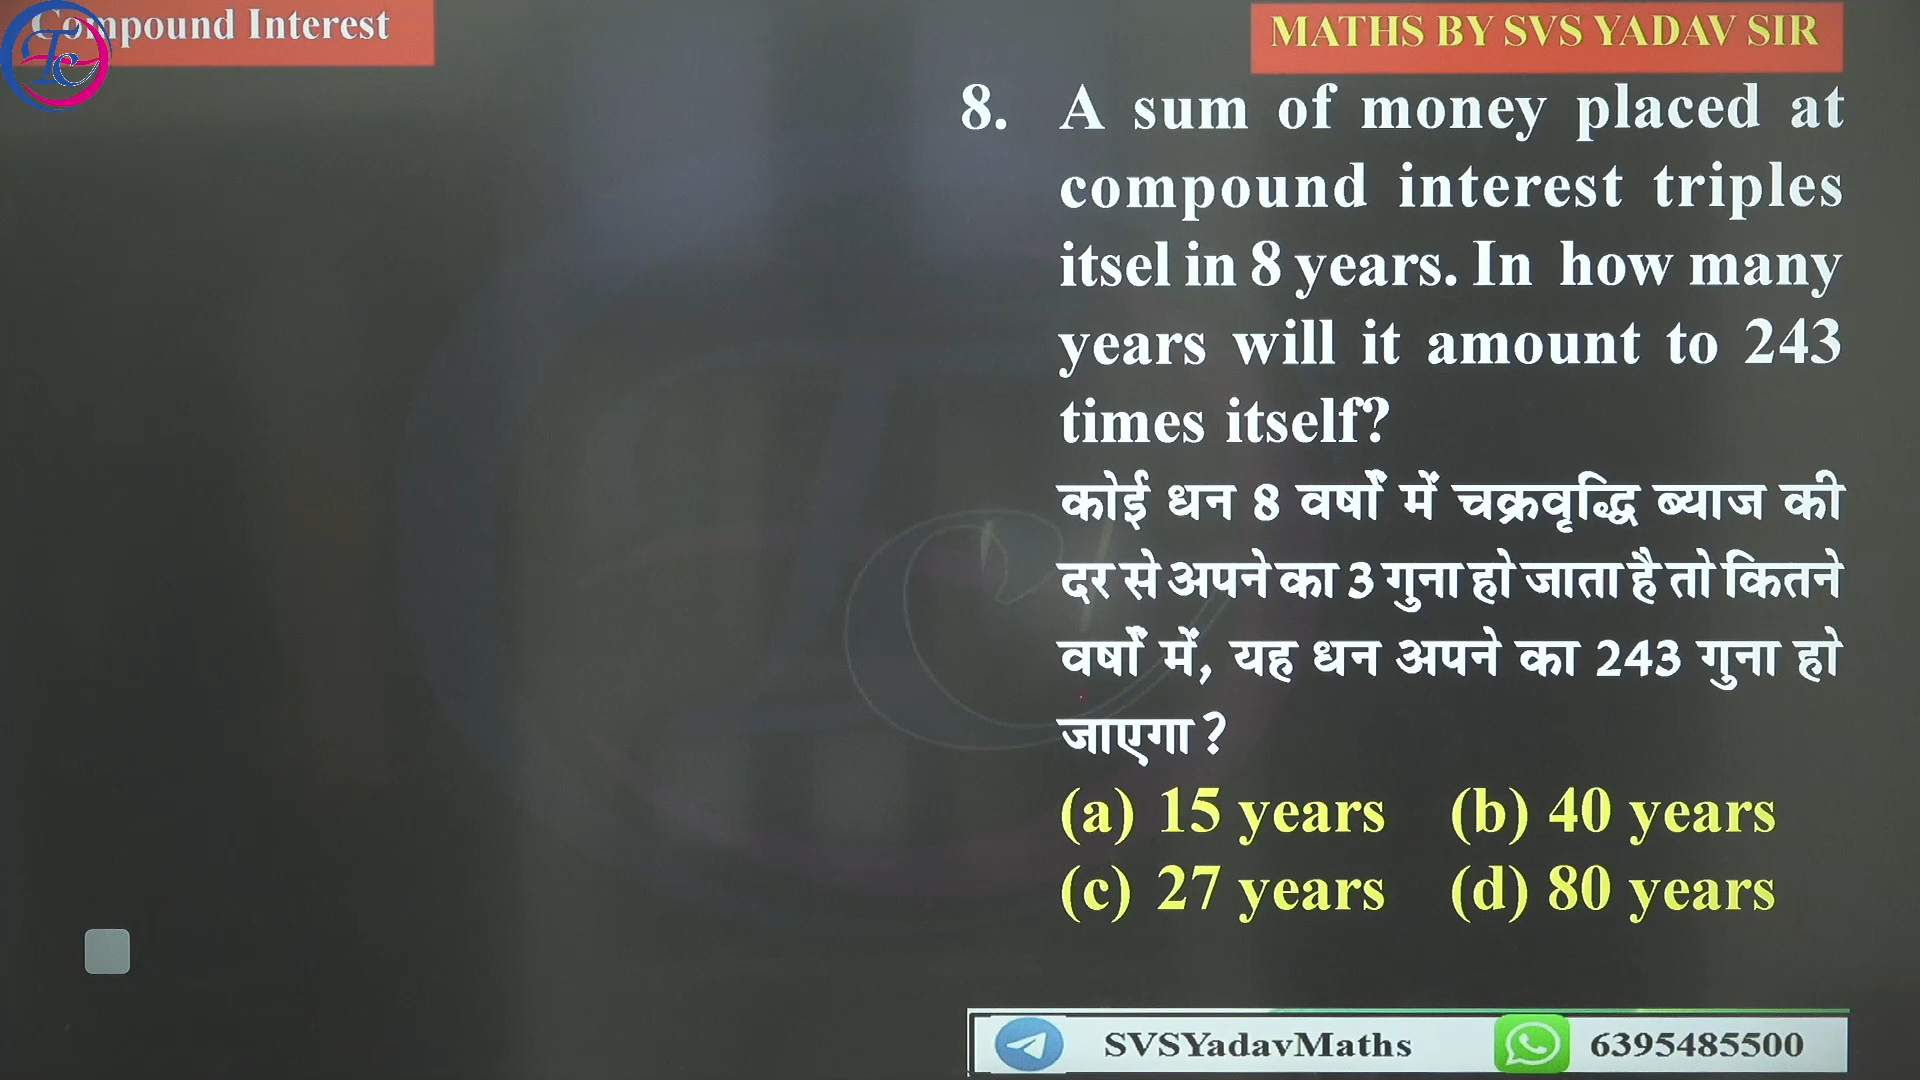 Compound Interest
MATHS BY SVS YADAV SIR
TC
8. A sum of money placed at
compound interest triples
itsel in 8 years. In how many
years will it amount to 243
times itself?
कोई धन 8 वर्षों में चक्रवृद्धि ब्याज की
दर से अपने का 3 गुना हो जाता है तो कितने
वर्षों में, यह धन अपने का 243 गुना हो
जाएगा ?
(a) 15 years (b) 40 years
(c) 27 years (d) 80 years
SVSYadavMaths 6395485500